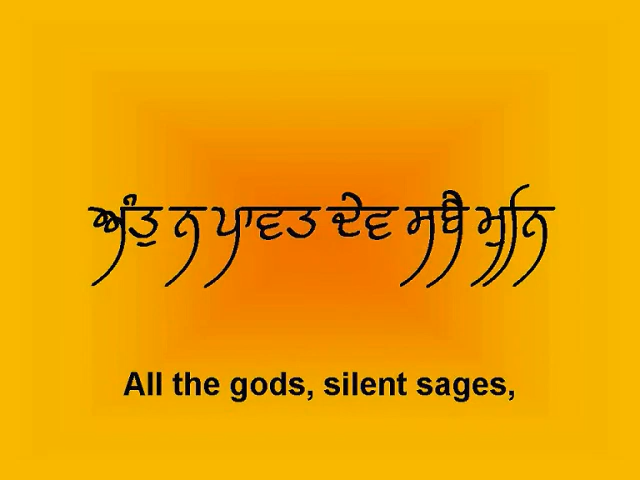 ਅੰਤੁ ਨ ਪਾਵਤ ਦੇਵ ਸਬੈ ਮੁਨਿ
All the gods, silent sages,